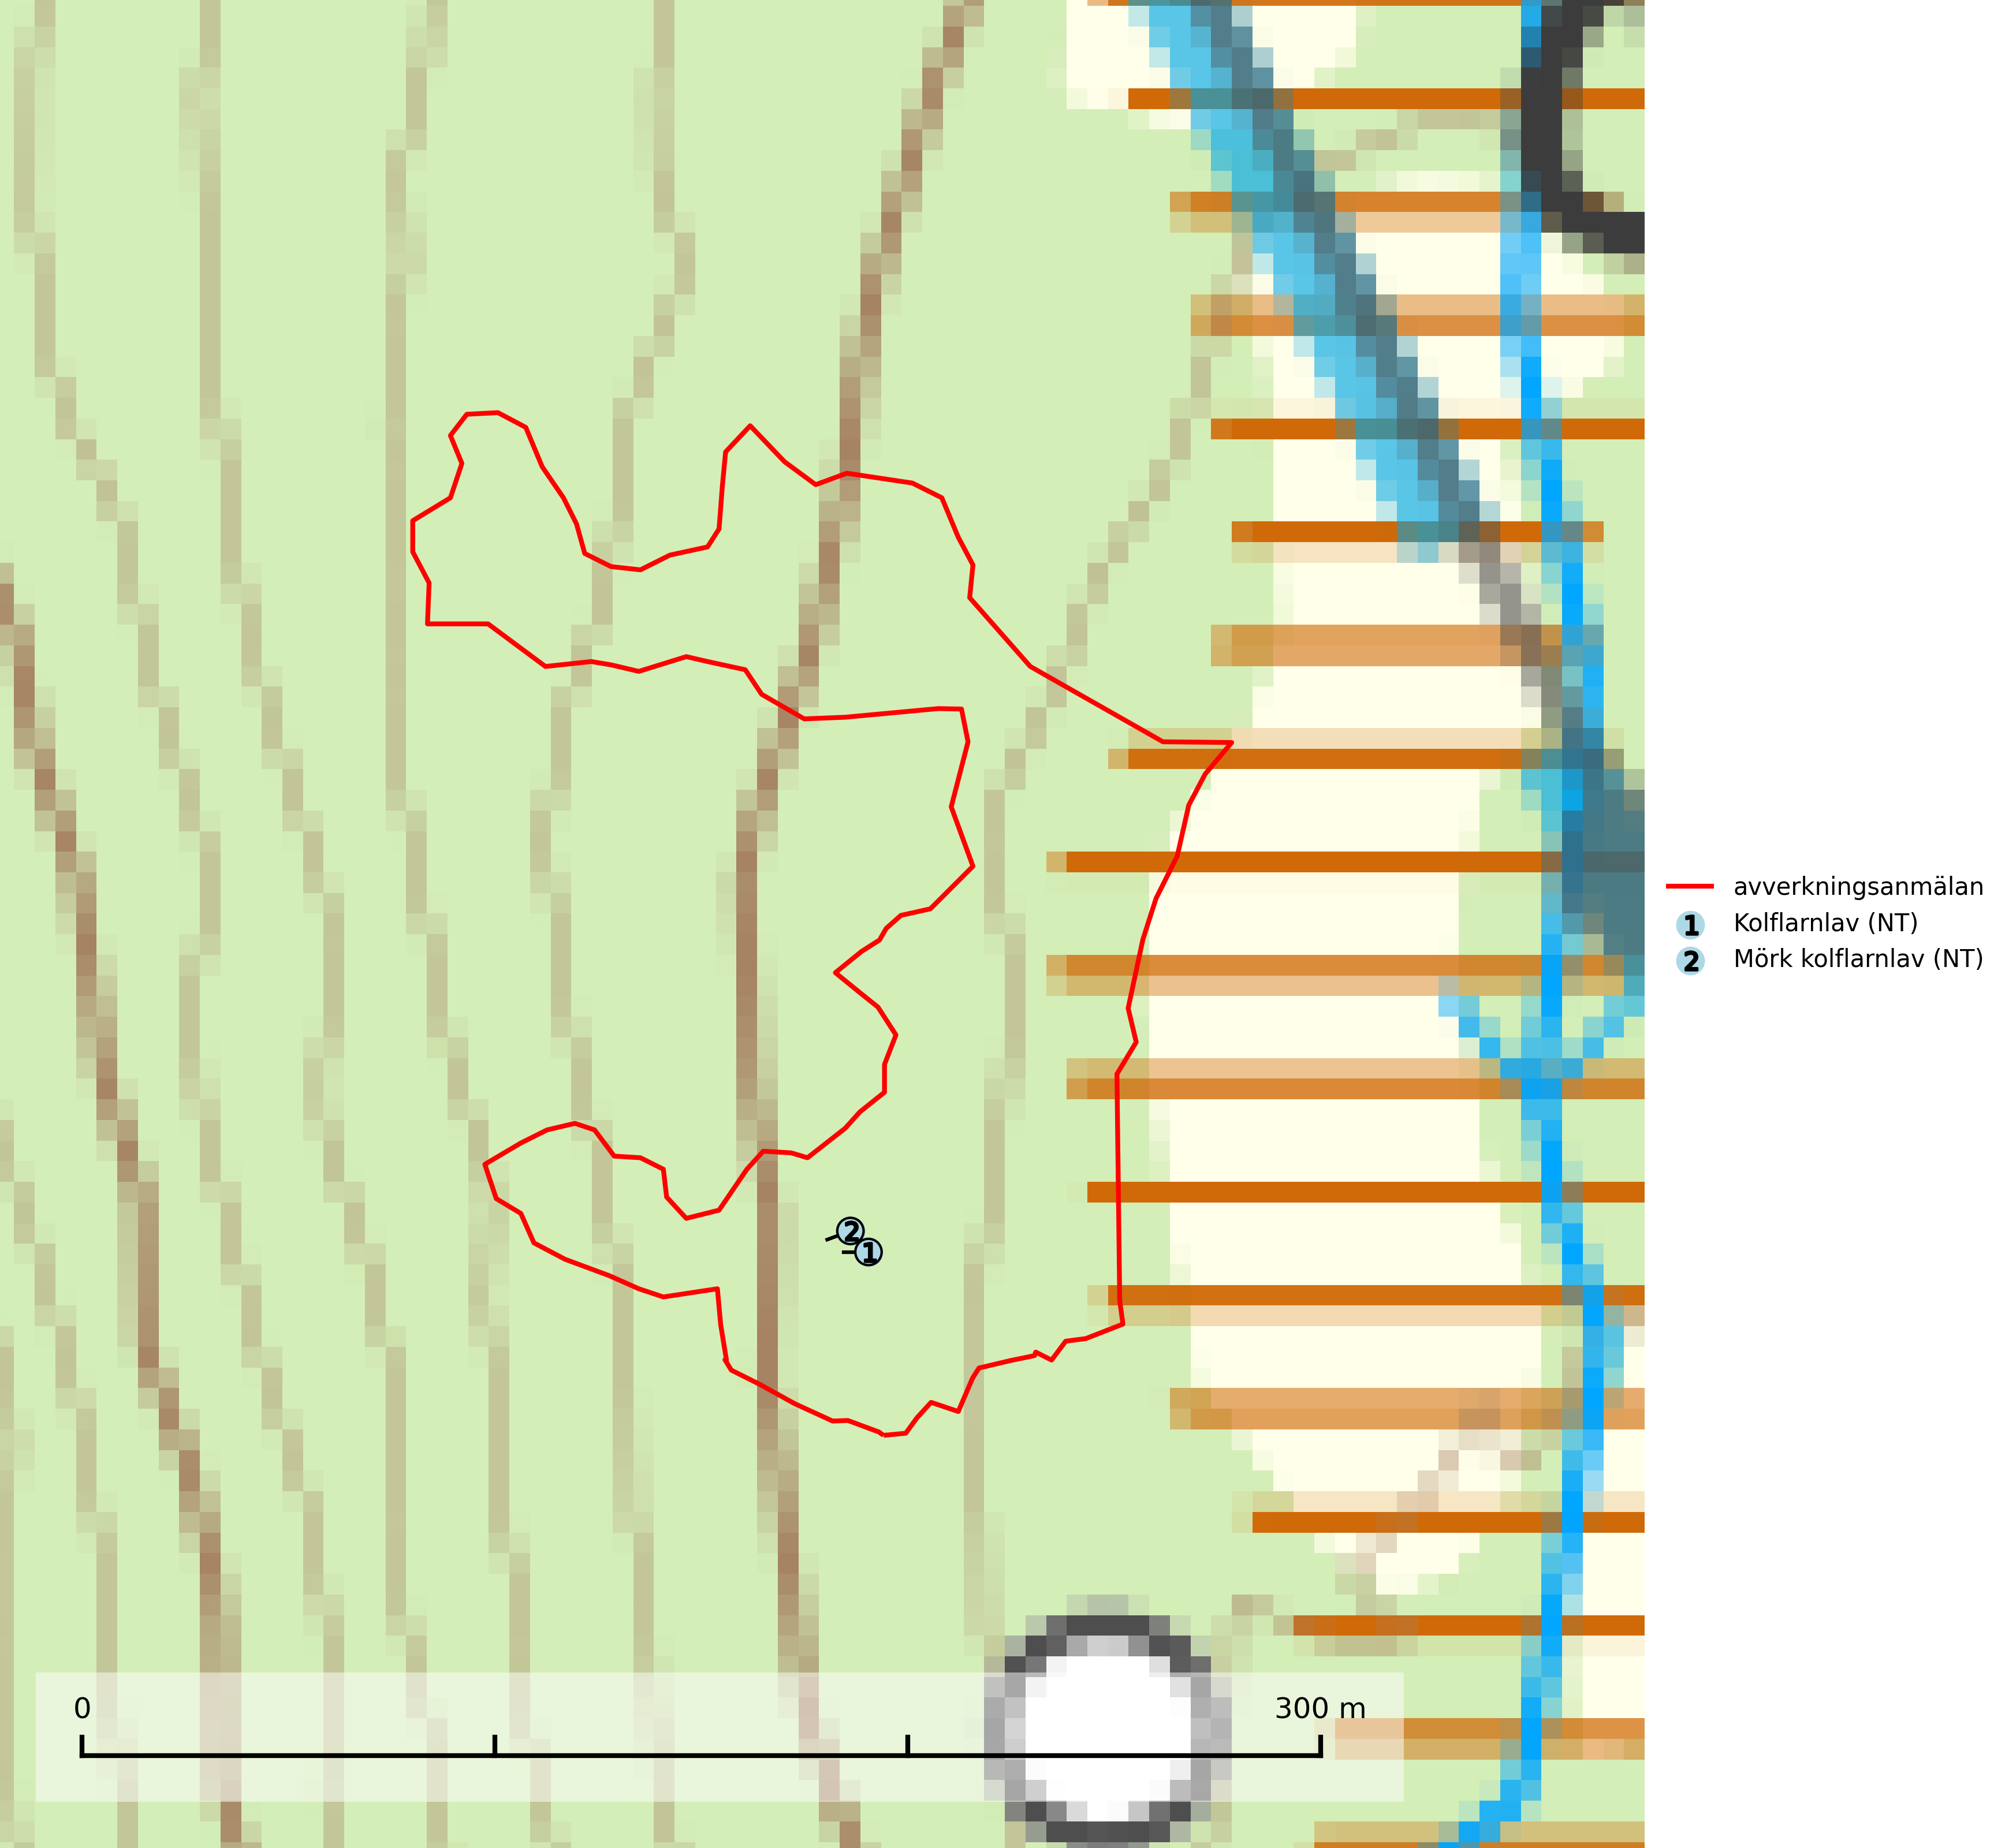 avverkningsanmälan
1 Kolflarnlav (NT)
2 Mörk kolflarnlav (NT)
2
1
0 300 m